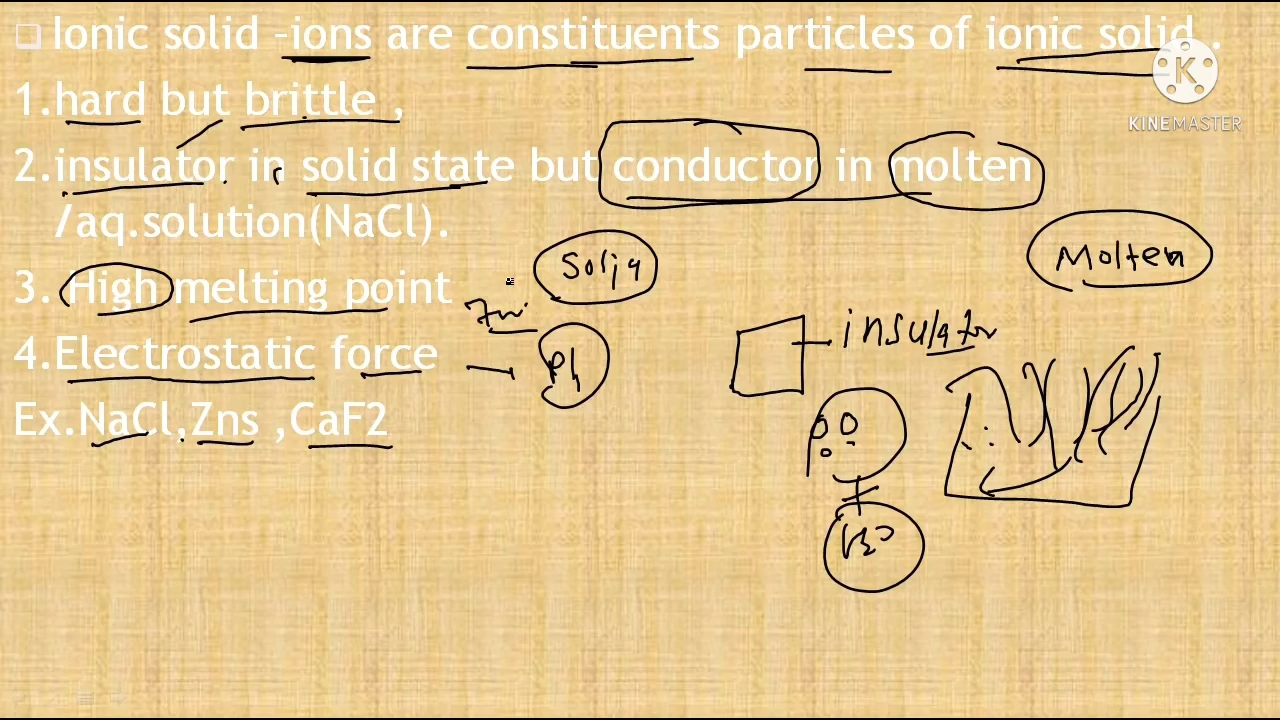 Ionic solid -ions are constituents particles of ionic solid .
KINEMASTER
1.hard but brittle ,
2.insulator in solid state but conductor in molten
/aq.solution(NaCl).
Molten
3. High melting point
insulator
4.Electrostatic force
Ex.NaCl,Zns ,CaF2